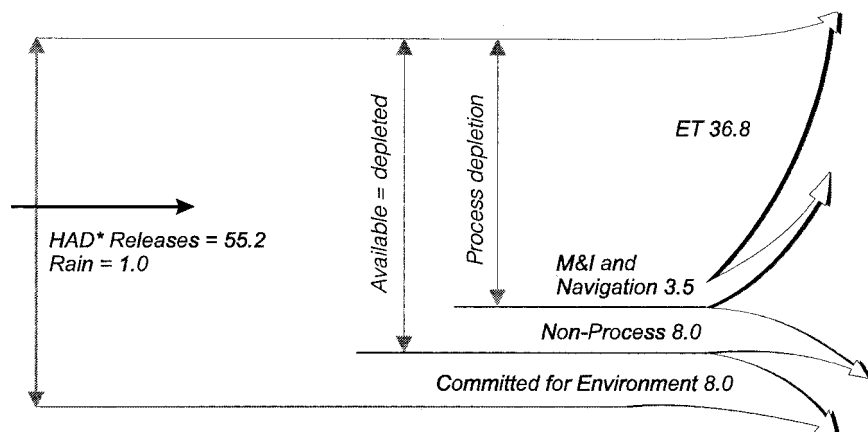 ET 36.8
Available = depleted
Process depletion
HAD* Releases = 55.2
Rain = 1.0
M&I and
Navigation 3.5
Non-Process 8.0
Committed for Environment 8.0